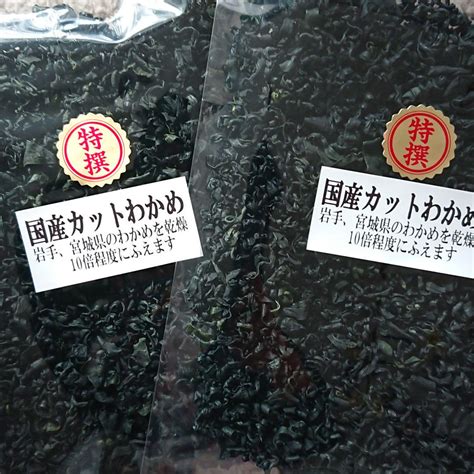 特
撰
国産カットわかめ
岩手、宮城県のわかめを乾燥
10倍程度にふえます
特
撰
国産カットわかめ
岩手、宮城県のわかめを乾
10倍程度にふえます